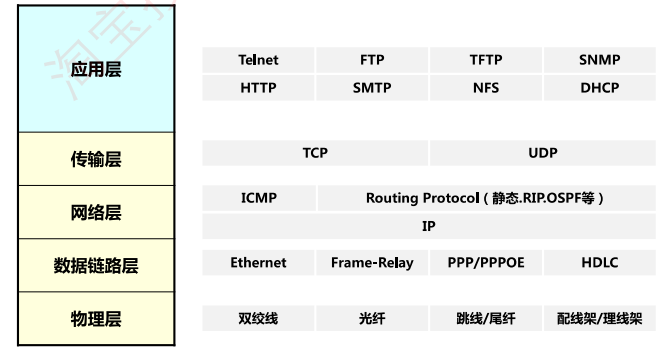 淘宝
应用层
Telnet FTP TFTP SNMP
HTTP SMTP NFS DHCP
传输层
TCP UDP
网络层
ICMP Routing Protocol（静态.RIP.OSPF等）
IP
数据链路层
Ethernet Frame-Relay PPP/PPPOE HDLC
物理层
双绞线 光纤 跳线/尾纤 配线架/理线架